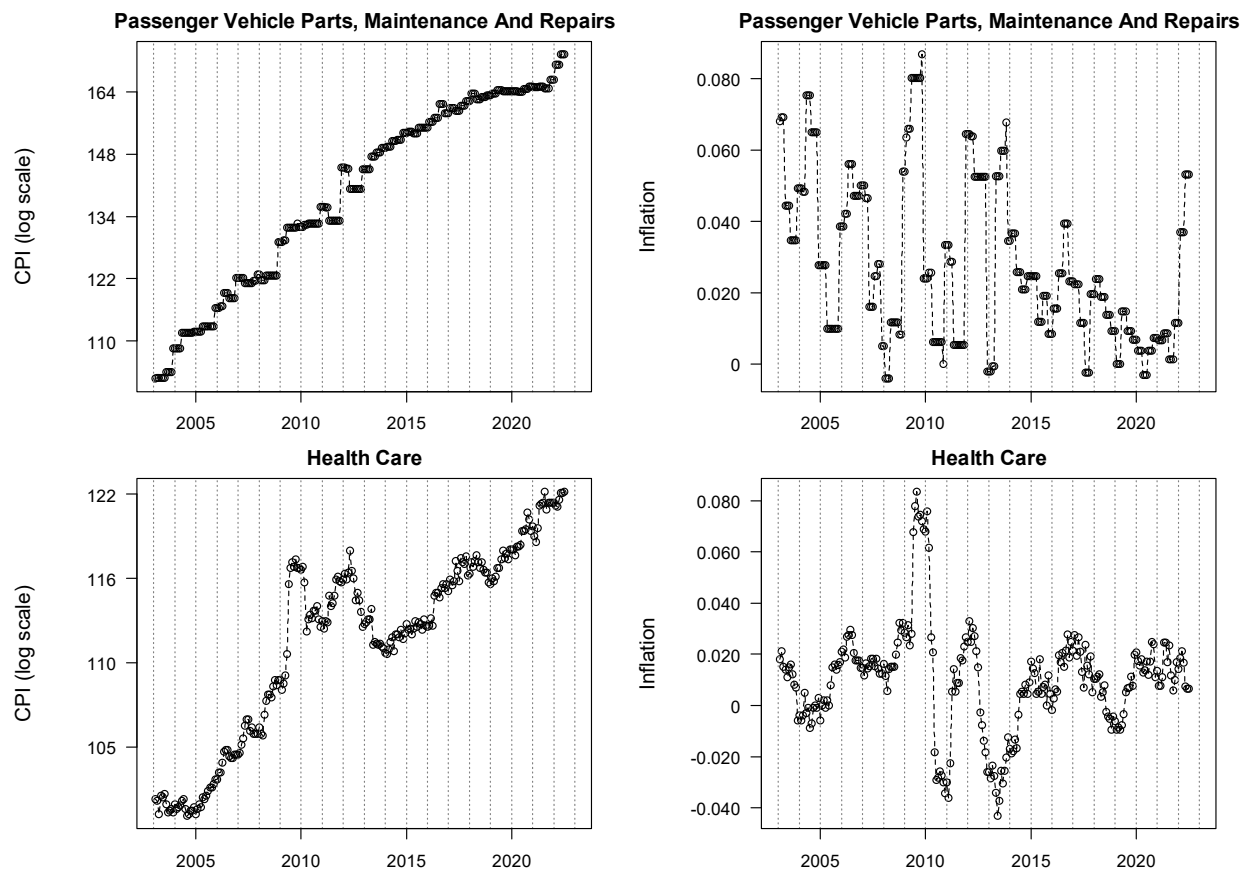 Passenger Vehicle Parts, Maintenance And Repairs
CPI (log scale)
164
148
134
122
110
2005 2010 2015 2020
Passenger Vehicle Parts, Maintenance And Repairs
Inflation
0.080
0.060
0.040
0.020
0
2005 2010 2015 2020
Health Care
CPI (log scale)
122
116
110
105
2005 2010 2015 2020
Health Care
Inflation
0.080
0.060
0.040
0.020
0
-0.020
-0.040
2005 2010 2015 2020